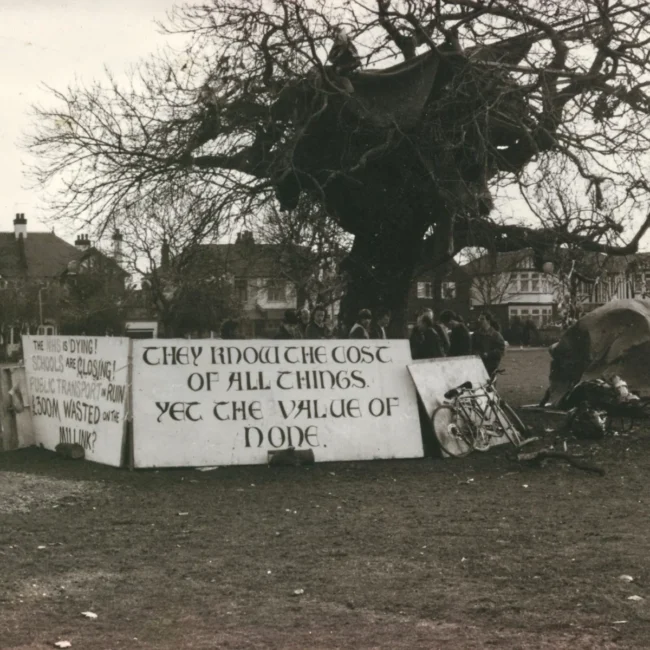 THE NHS IS DYING!
SCHOOLS ARE CLOSING!
PUBLIC TRANSPORT IN RUIN
£500M WASTED ON THE
M11 LINK?
THEY KNOW THE COST
OF ALL THINGS.
YET THE VALUE OF
NONE.